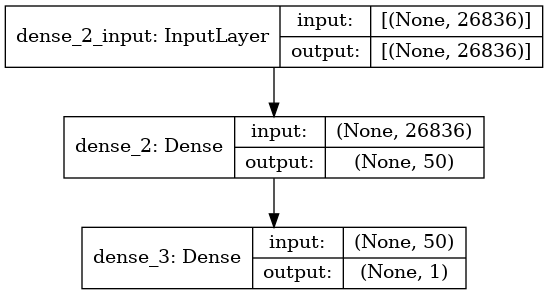 dense_2_input: InputLayer
input: [(None, 26836)]
output: [(None, 26836)]
dense_2: Dense
input: (None, 26836)
output: (None, 50)
dense_3: Dense
input: (None, 50)
output: (None, 1)